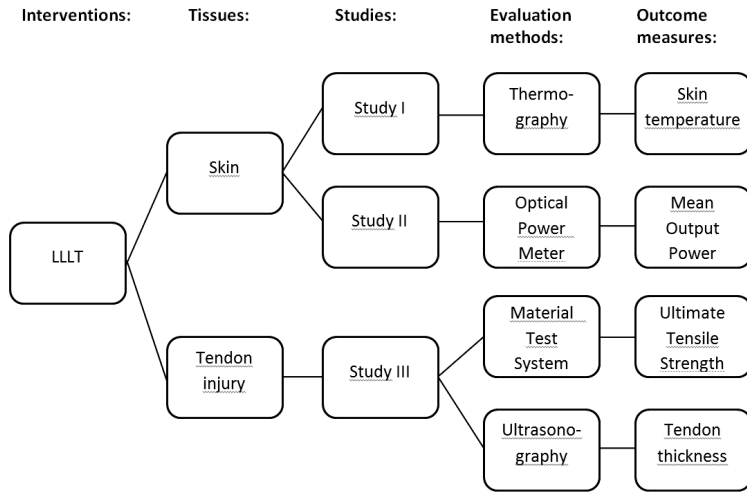 Interventions:
Tissues:
Studies:
Evaluation
methods:
Outcome
measures:
LLLT
Skin
Tendon
injury
Study I
Study II
Study III
Thermo-
graphy
Optical
Power
Meter
Material
Test
System
Ultrasono-
graphy
Skin
temperature
Mean
Output
Power
Ultimate
Tensile
Strength
Tendon
thickness